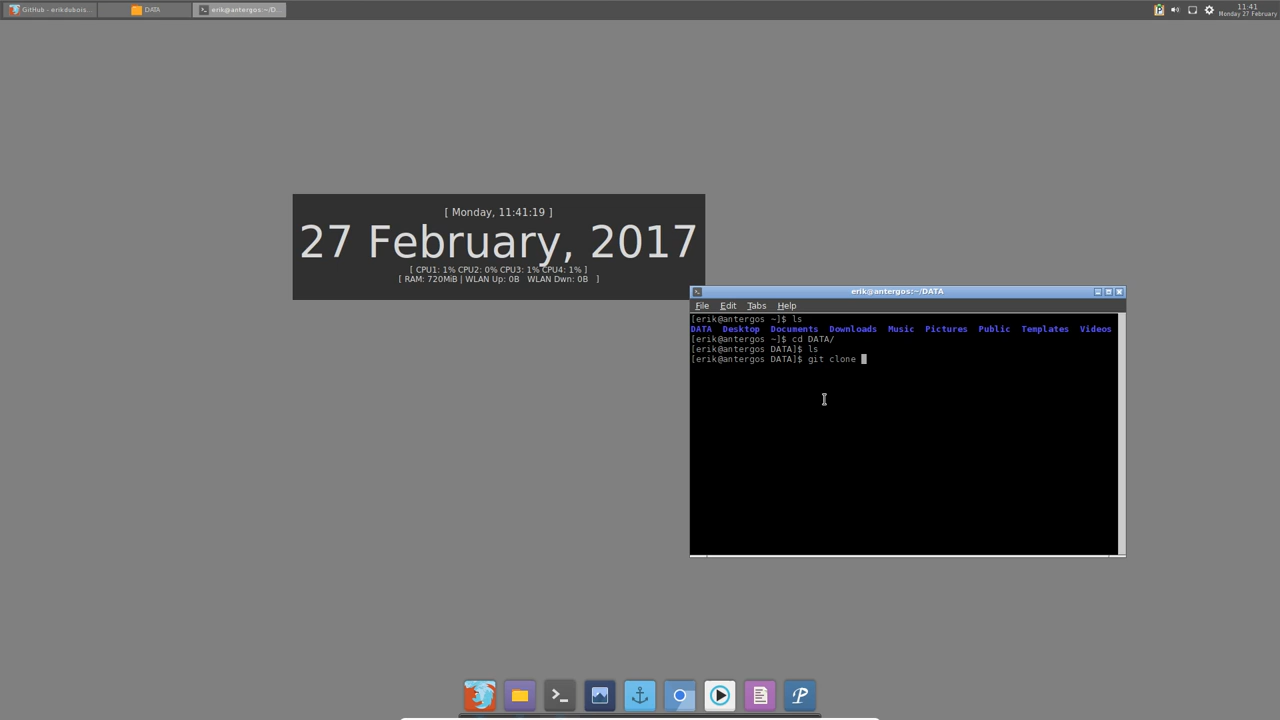 GitHub - erikdubois...
DATA
erik@antergos:~/D...
11:41
Monday 27 February
[ Monday, 11:41:19 ]
27 February, 2017
[ CPU1: 1% CPU2: 0% CPU3: 1% CPU4: 1% ]
[ RAM: 720MiB | WLAN Up: 0B WLAN Dwn: 0B ]
erik@antergos:~/DATA
File Edit Tabs Help
[erik@antergos ~]$ ls
DATA Desktop Documents Downloads Music Pictures Public Templates Videos
[erik@antergos ~]$ cd DATA/
[erik@antergos DATA]$ ls
[erik@antergos DATA]$ git clone